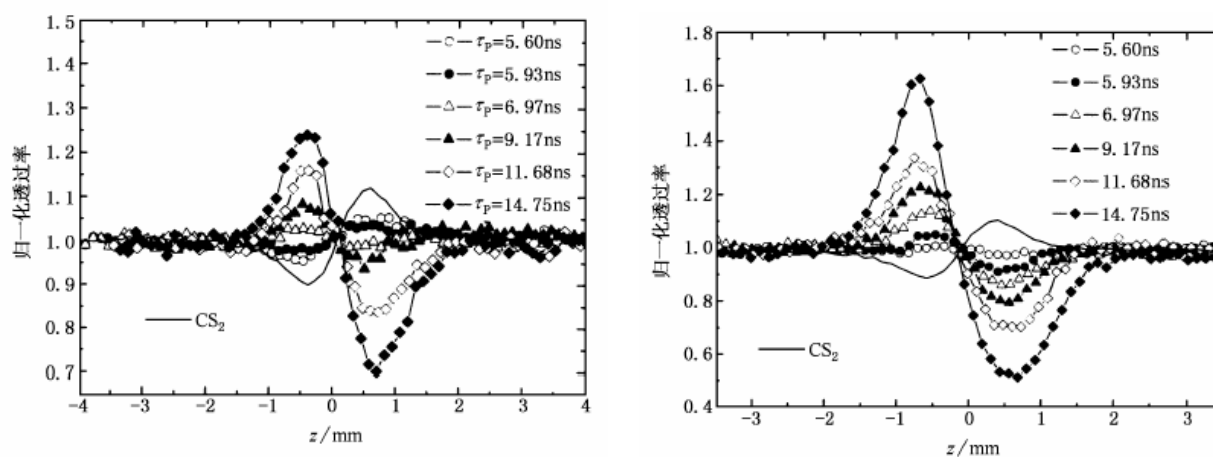 1.5
1.4
1.3
1.2
1.1
1.0
0.9
0.8
0.7
归一化透过率
τP=5.60ns
τP=5.93ns
τP=6.97ns
τP=9.17ns
τP=11.68ns
τP=14.75ns
CS2
-4 -3 -2 -1 0 1 2 3 4
z/mm
1.8
1.6
1.4
1.2
1.0
0.8
0.6
0.4
归一化透过率
5.60ns
5.93ns
6.97ns
9.17ns
11.68ns
14.75ns
CS2
-3 -2 -1 0 1 2 3
z/mm